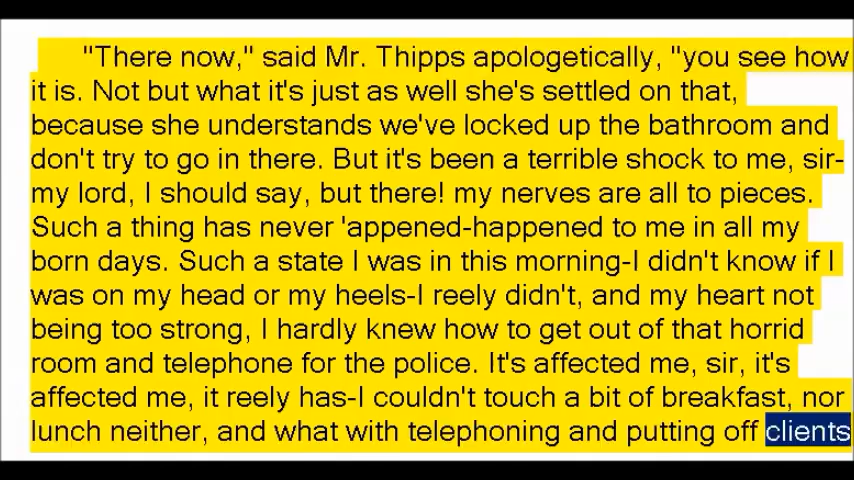 "There now," said Mr. Thipps apologetically, "you see how
it is. Not but what it's just as well she's settled on that,
because she understands we've locked up the bathroom and
don't try to go in there. But it's been a terrible shock to me, sir-
my lord, I should say, but there! my nerves are all to pieces.
Such a thing has never 'appened-happened to me in all my
born days. Such a state I was in this morning-I didn't know if I
was on my head or my heels-I reely didn't, and my heart not
being too strong, I hardly knew how to get out of that horrid
room and telephone for the police. It's affected me, sir, it's
affected me, it reely has-I couldn't touch a bit of breakfast, nor
lunch neither, and what with telephoning and putting off clients